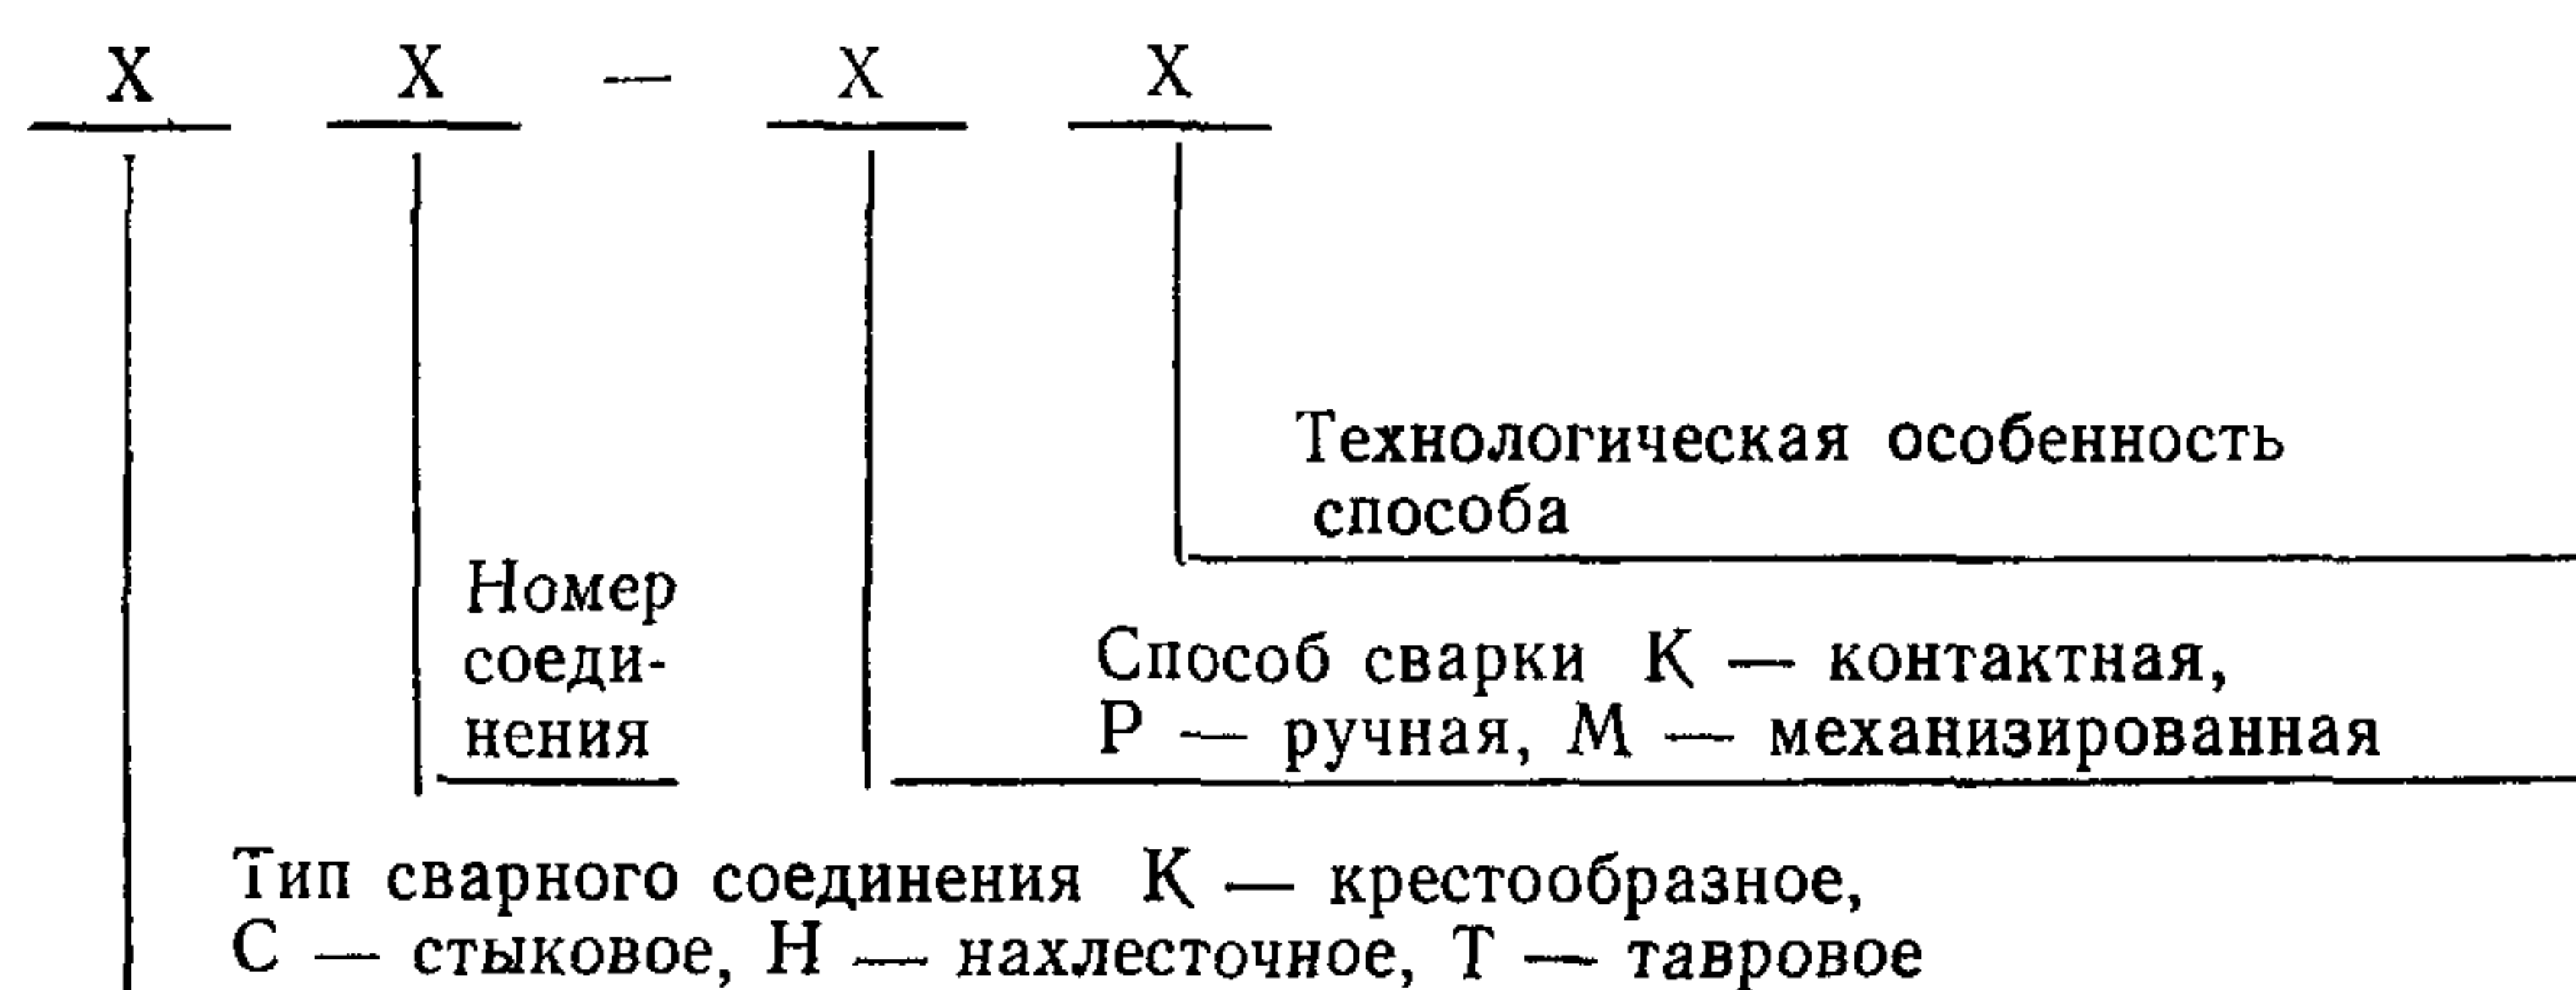 X X — X X
Технологическая особенность
способа
Номер
соеди-
нения
Способ сварки К — контактная,
Р — ручная, М — механизированная
Тип сварного соединения К — крестообразное,
С — стыковое, Н — нахлесточное, Т — тавровое